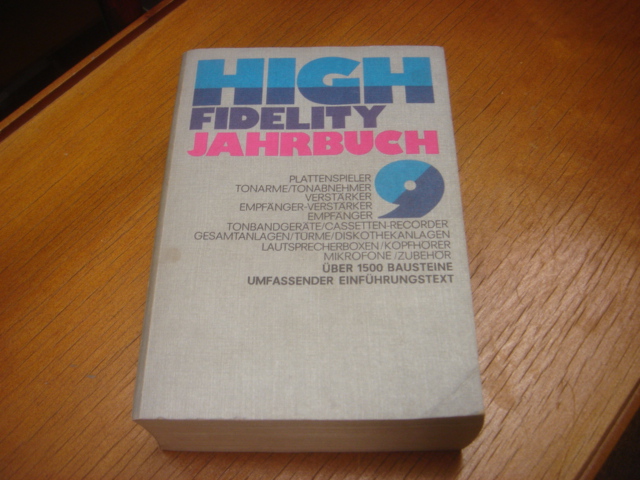 HIGH
FIDELITY
JAHRBUCH
9
PLATTENSPIELER
TONARME/TONABNEHMER
VERSTÄRKER
EMPFÄNGER-VERSTÄRKER
EMPFÄNGER
TONBANDGERÄTE/CASSETTEN-RECORDER
GESAMTANLAGEN/TÜRME/DISKOTHEKANLAGEN
LAUTSPRECHERBOXEN/KOPFHÖRER
MIKROFONE/ZUBEHÖR
ÜBER 1500 BAUSTEINE
UMFASSENDER EINFÜHRUNGSTEXT